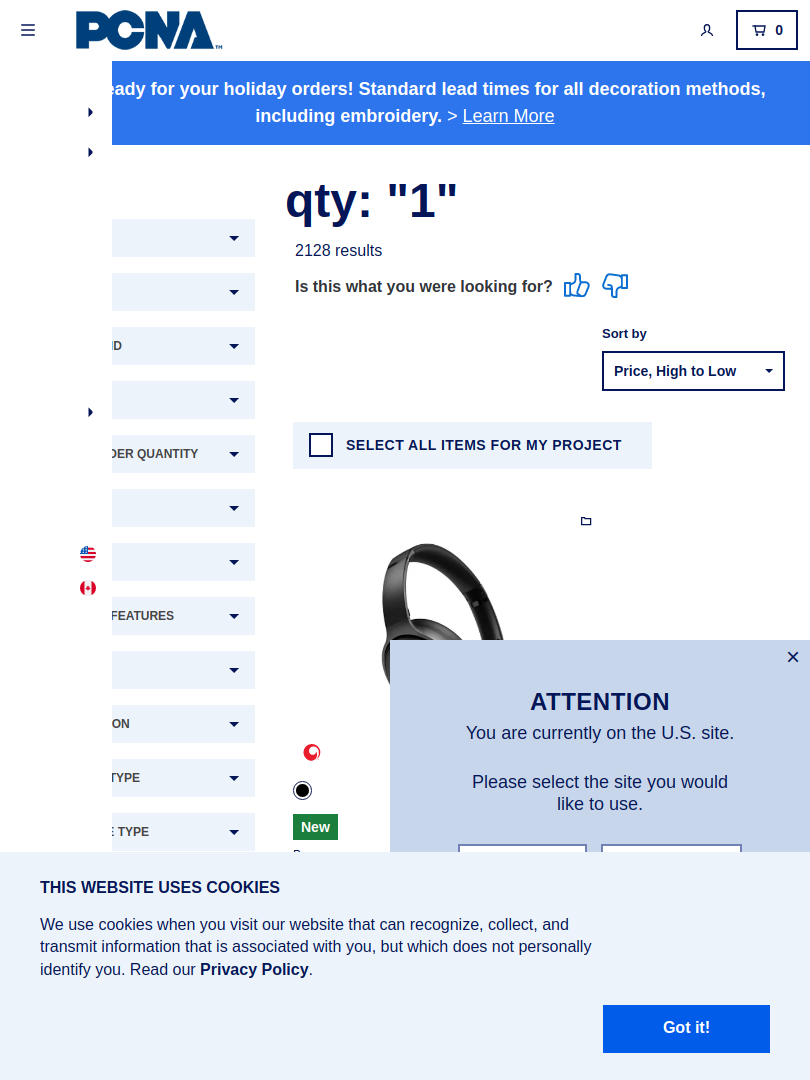 PCNA™
0
eady for your holiday orders! Standard lead times for all decoration methods,
including embroidery. > Learn More
qty: "1"
2128 results
Is this what you were looking for?
Sort by
Price, High to Low
SELECT ALL ITEMS FOR MY PROJECT
QUANTITY
FEATURES
TYPE
TYPE
New
×
ATTENTION
You are currently on the U.S. site.
Please select the site you would
like to use.
THIS WEBSITE USES COOKIES
We use cookies when you visit our website that can recognize, collect, and
transmit information that is associated with you, but which does not personally
identify you. Read our Privacy Policy.
Got it!